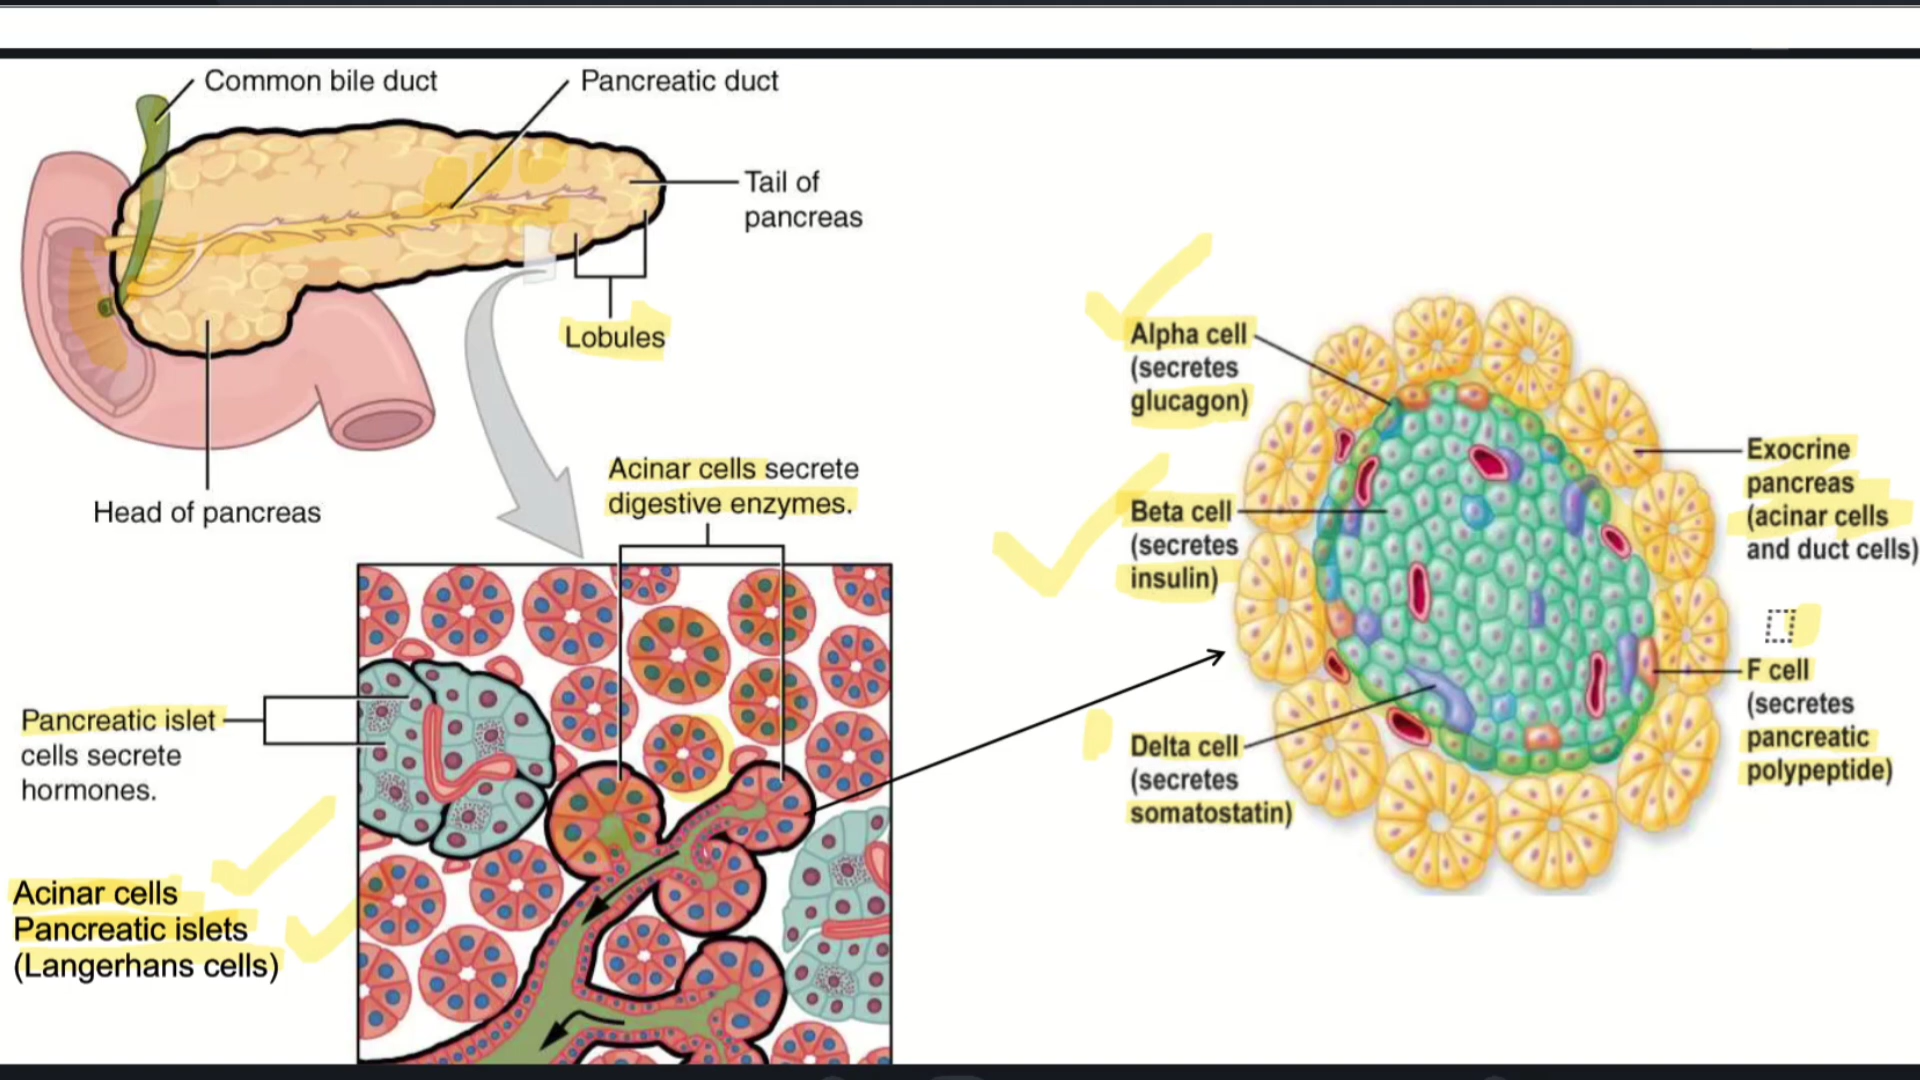 Common bile duct
Pancreatic duct
Tail of
pancreas
Lobules
Head of pancreas
Acinar cells secrete
digestive enzymes.
Pancreatic islet
cells secrete
hormones.
Acinar cells
Pancreatic islets
(Langerhans cells)
Alpha cell
(secretes
glucagon)
Beta cell
(secretes
insulin)
Delta cell
(secretes
somatostatin)
Exocrine
pancreas
(acinar cells
and duct cells)
F cell
(secretes
pancreatic
polypeptide)